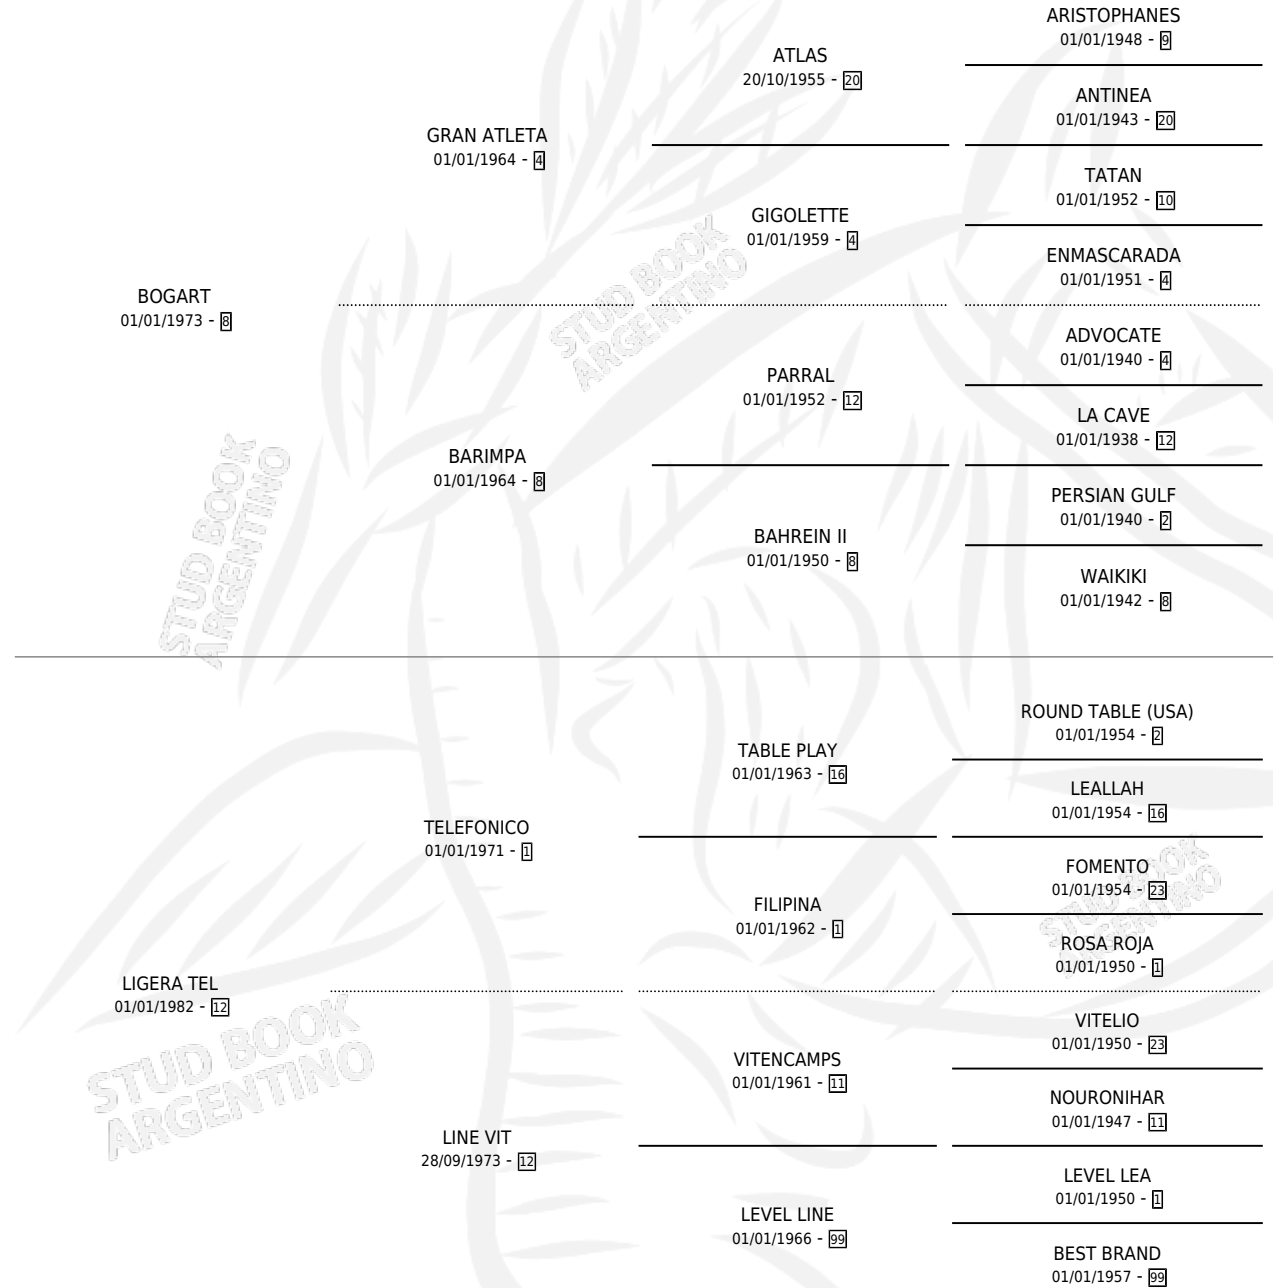 ARISTOPHANES
01/01/1948 - 9
ATLAS
20/10/1955 - 20
ANTINEA
01/01/1943 - 20
GRAN ATLETA
01/01/1964 - 4
TATAN
01/01/1952 - 10
GIGOLETTE
01/01/1959 - 4
ENMASCARADA
01/01/1951 - 4
BOGART
01/01/1973 - 8
ADVOCATE
01/01/1940 - 4
PARRAL
01/01/1952 - 12
LA CAVE
01/01/1938 - 12
BARIMPA
01/01/1964 - 8
PERSIAN GULF
01/01/1940 - 2
BAHREIN II
01/01/1950 - 8
WAIKIKI
01/01/1942 - 8
STUD BOOK
ARGENTINO
STUD BOOK
ARGENTINO
ROUND TABLE (USA)
01/01/1954 - 2
TABLE PLAY
01/01/1963 - 16
LEALLAH
01/01/1954 - 16
TELEFONICO
01/01/1971 - 1
FOMENTO
01/01/1954 - 23
FILIPINA
01/01/1962 - 1
ROSA ROJA
01/01/1950 - 1
LIGERA TEL
01/01/1982 - 12
VITELIO
01/01/1950 - 23
VITENCAMPS
01/01/1961 - 11
NOURONIHAR
01/01/1947 - 11
LINE VIT
28/09/1973 - 12
LEVEL LEA
01/01/1950 - 1
LEVEL LINE
01/01/1966 - 99
BEST BRAND
01/01/1957 - 99
STUD BOOK
ARGENTINO
STUD BOOK
ARGENTINO